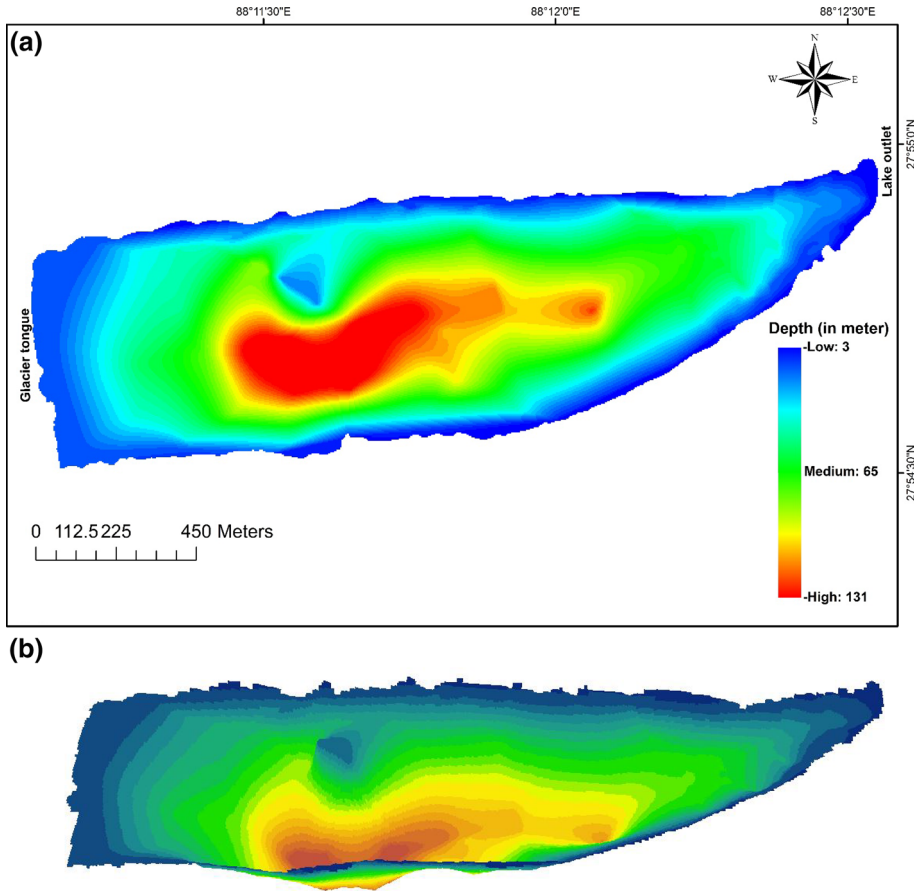 88°11'30"E 88°12'0"E 88°12'30"E
(a)
N
W E
S
27°55'0"N
Lake outlet
Glacier tongue
Depth (in meter)
-Low: 3
Medium: 65
-High: 131
27°54'30"N
0 112.5 225 450 Meters
(b)